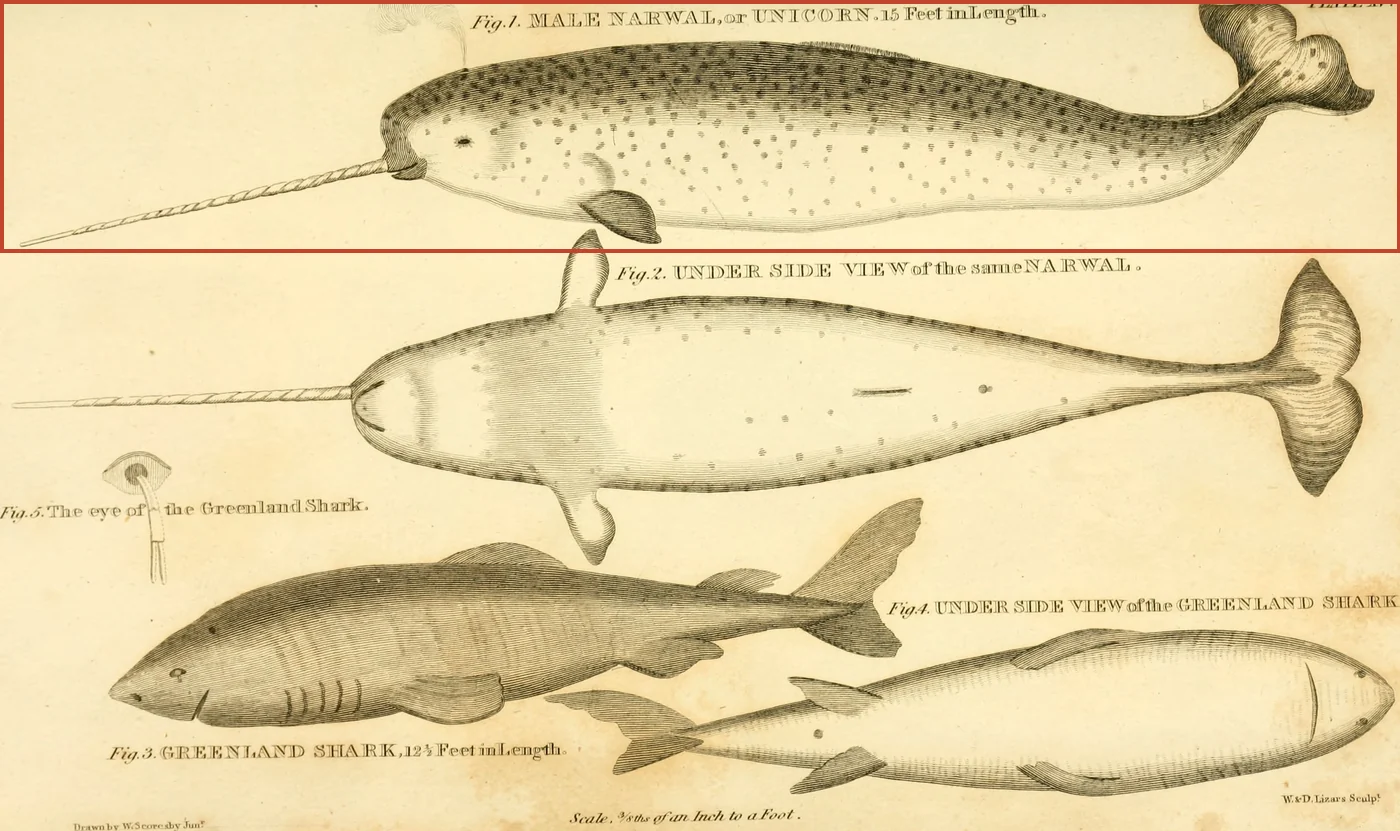 Fig.1. MALE NARWAL, or UNICORN. 15 Feet in Length.
Fig.2. UNDER SIDE VIEW of the same NARWAL.
Fig.5. The eye of the Greenland Shark.
Fig.4. UNDER SIDE VIEW of the GREENLAND SHARK
Fig.3. GREENLAND SHARK, 12½ Feet in Length.
W. & D. Lizars Sculpt
Scale, 3/8ths of an Inch to a Foot.
Drawn by W. Scoresby Junr